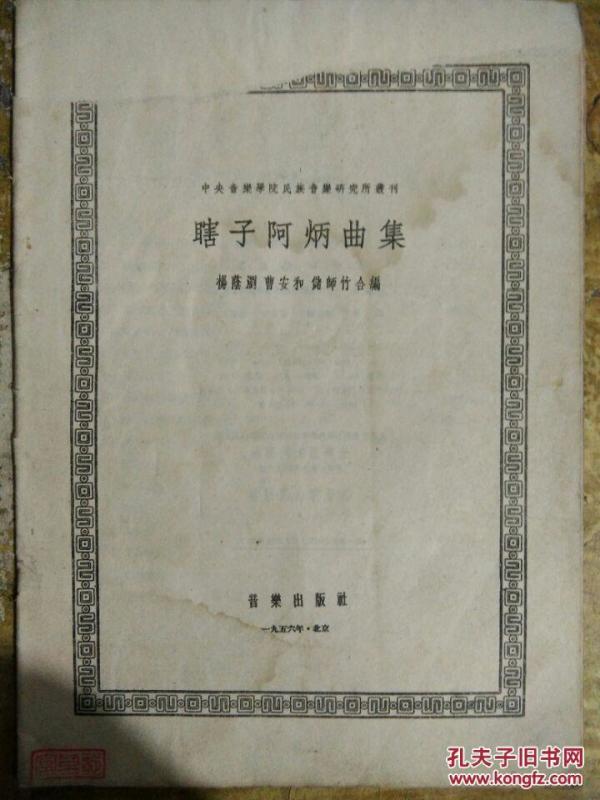 中央音樂學院民族音樂研究所叢刊
瞎子阿炳曲集
楊蔭瀏 曹安和 儲師竹合編
音樂出版社
一九五六年·北京
孔夫子旧书网
www.kongfz.com